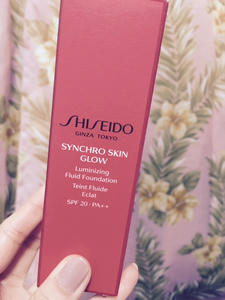 SHISEIDO
GINZA TOKYO
SYNCHRO SKIN
GLOW
Luminizing
Fluid Foundation
Teint Fluide
Eclat
SPF 20 · PA++